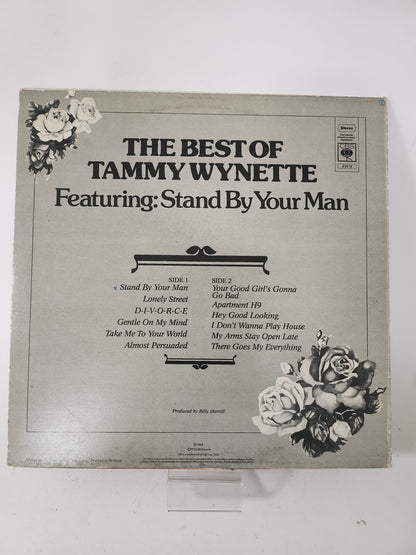 Stereo
CBS
THE BEST OF
TAMMY WYNETTE
Featuring: Stand By Your Man
SIDE 1
x Stand By Your Man
Lonely Street
D-I-V-O-R-C-E
Gentle On My Mind
Take Me To Your World
Almost Persuaded
SIDE 2
Your Good Girl's Gonna
Go Bad
Apartment H9
Hey Good Looking
I Don't Wanna Play House
My Arms Stay Open Late
There Goes My Everything
Produced by Billy Sherrill